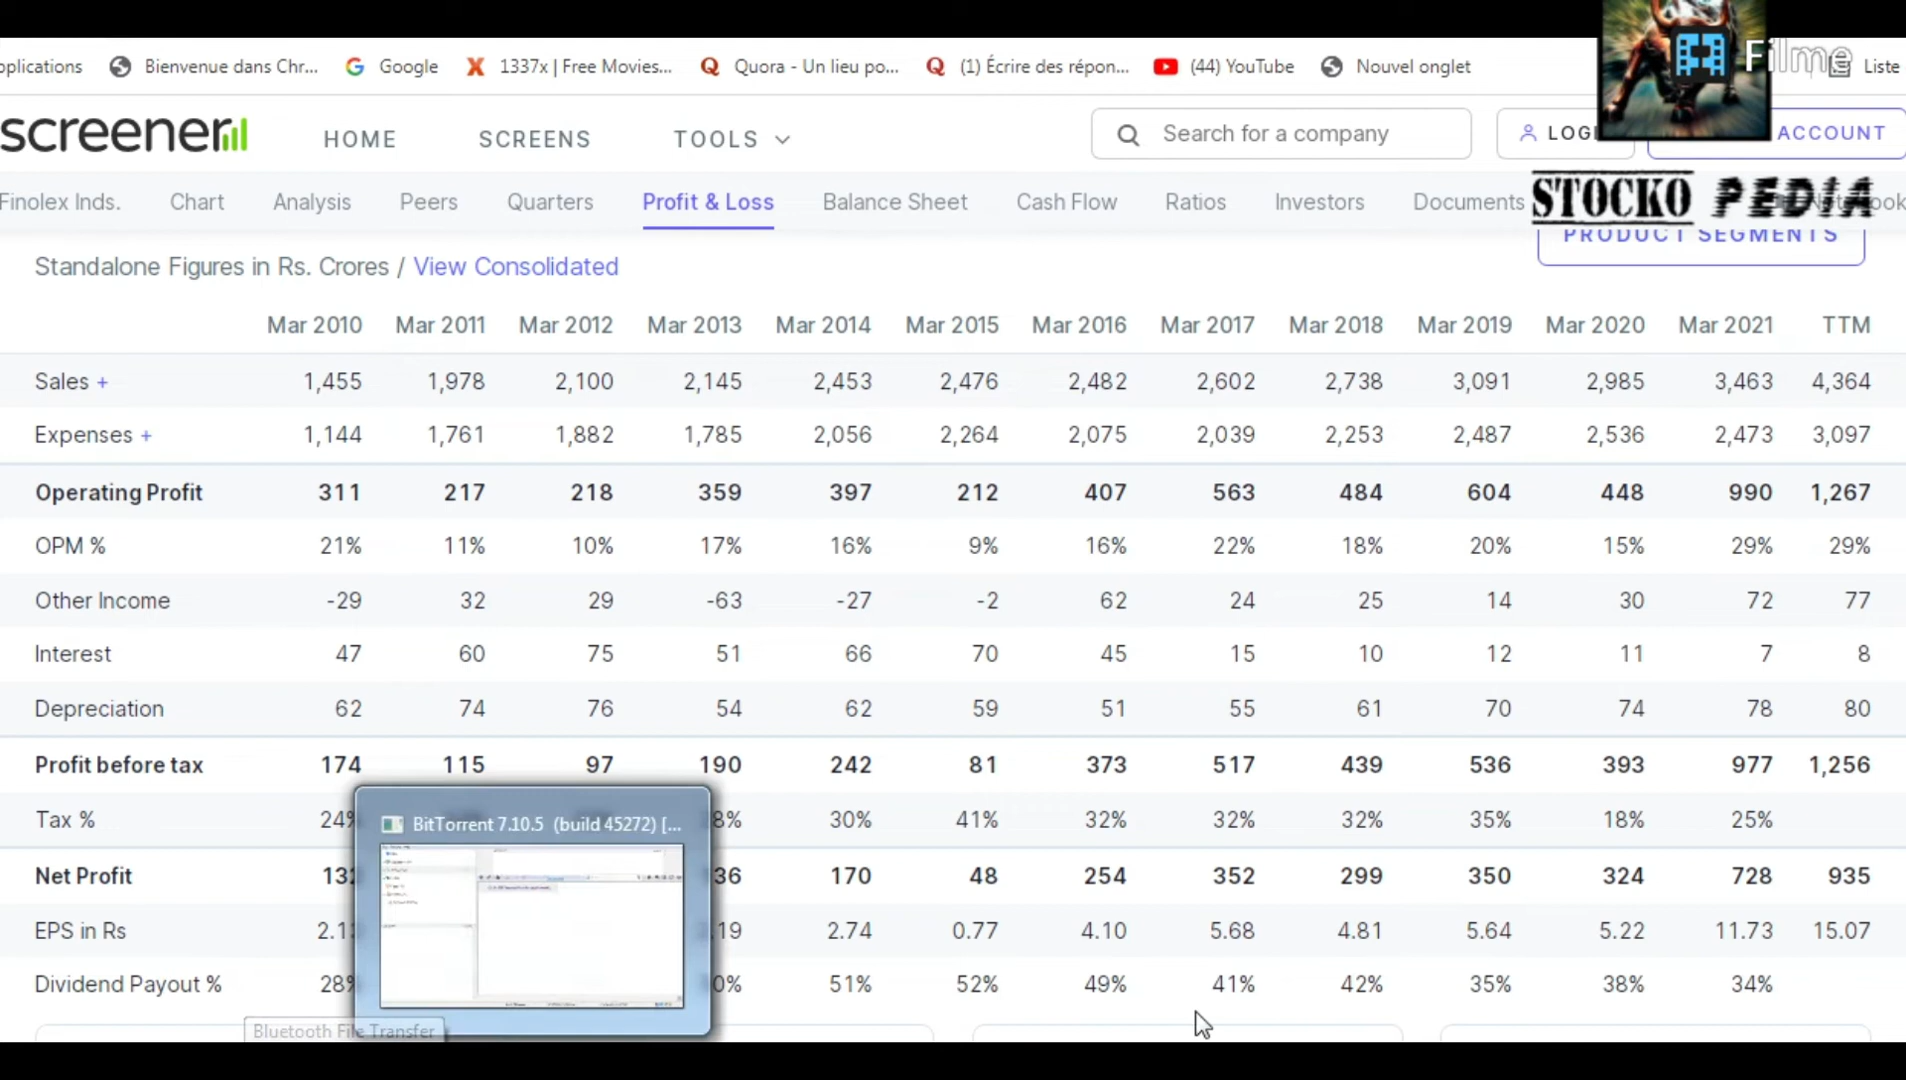 pplications Bienvenue dans Chr... Google 1337x | Free Movies... Quora - Un lieu po... (1) Écrire des répon... (44) YouTube Nouvel onglet Filme Liste
screener HOME SCREENS TOOLS Search for a company LOGI ACCOUNT
Finolex Inds. Chart Analysis Peers Quarters Profit & Loss Balance Sheet Cash Flow Ratios Investors Documents STOCKO PEDIA
PRODUCT SEGMENTS
Standalone Figures in Rs. Crores / View Consolidated
Mar 2010 Mar 2011 Mar 2012 Mar 2013 Mar 2014 Mar 2015 Mar 2016 Mar 2017 Mar 2018 Mar 2019 Mar 2020 Mar 2021 TTM
Sales + 1,455 1,978 2,100 2,145 2,453 2,476 2,482 2,602 2,738 3,091 2,985 3,463 4,364
Expenses + 1,144 1,761 1,882 1,785 2,056 2,264 2,075 2,039 2,253 2,487 2,536 2,473 3,097
Operating Profit 311 217 218 359 397 212 407 563 484 604 448 990 1,267
OPM % 21% 11% 10% 17% 16% 9% 16% 22% 18% 20% 15% 29% 29%
Other Income -29 32 29 -63 -27 -2 62 24 25 14 30 72 77
Interest 47 60 75 51 66 70 45 15 10 12 11 7 8
Depreciation 62 74 76 54 62 59 51 55 61 70 74 78 80
Profit before tax 174 115 97 190 242 81 373 517 439 536 393 977 1,256
Tax % 24% 8% 30% 41% 32% 32% 32% 35% 18% 25%
BitTorrent 7.10.5 (build 45272) [...
Net Profit 132 36 170 48 254 352 299 350 324 728 935
EPS in Rs 2.1 .19 2.74 0.77 4.10 5.68 4.81 5.64 5.22 11.73 15.07
Dividend Payout % 28% 0% 51% 52% 49% 41% 42% 35% 38% 34%
Bluetooth File Transfer